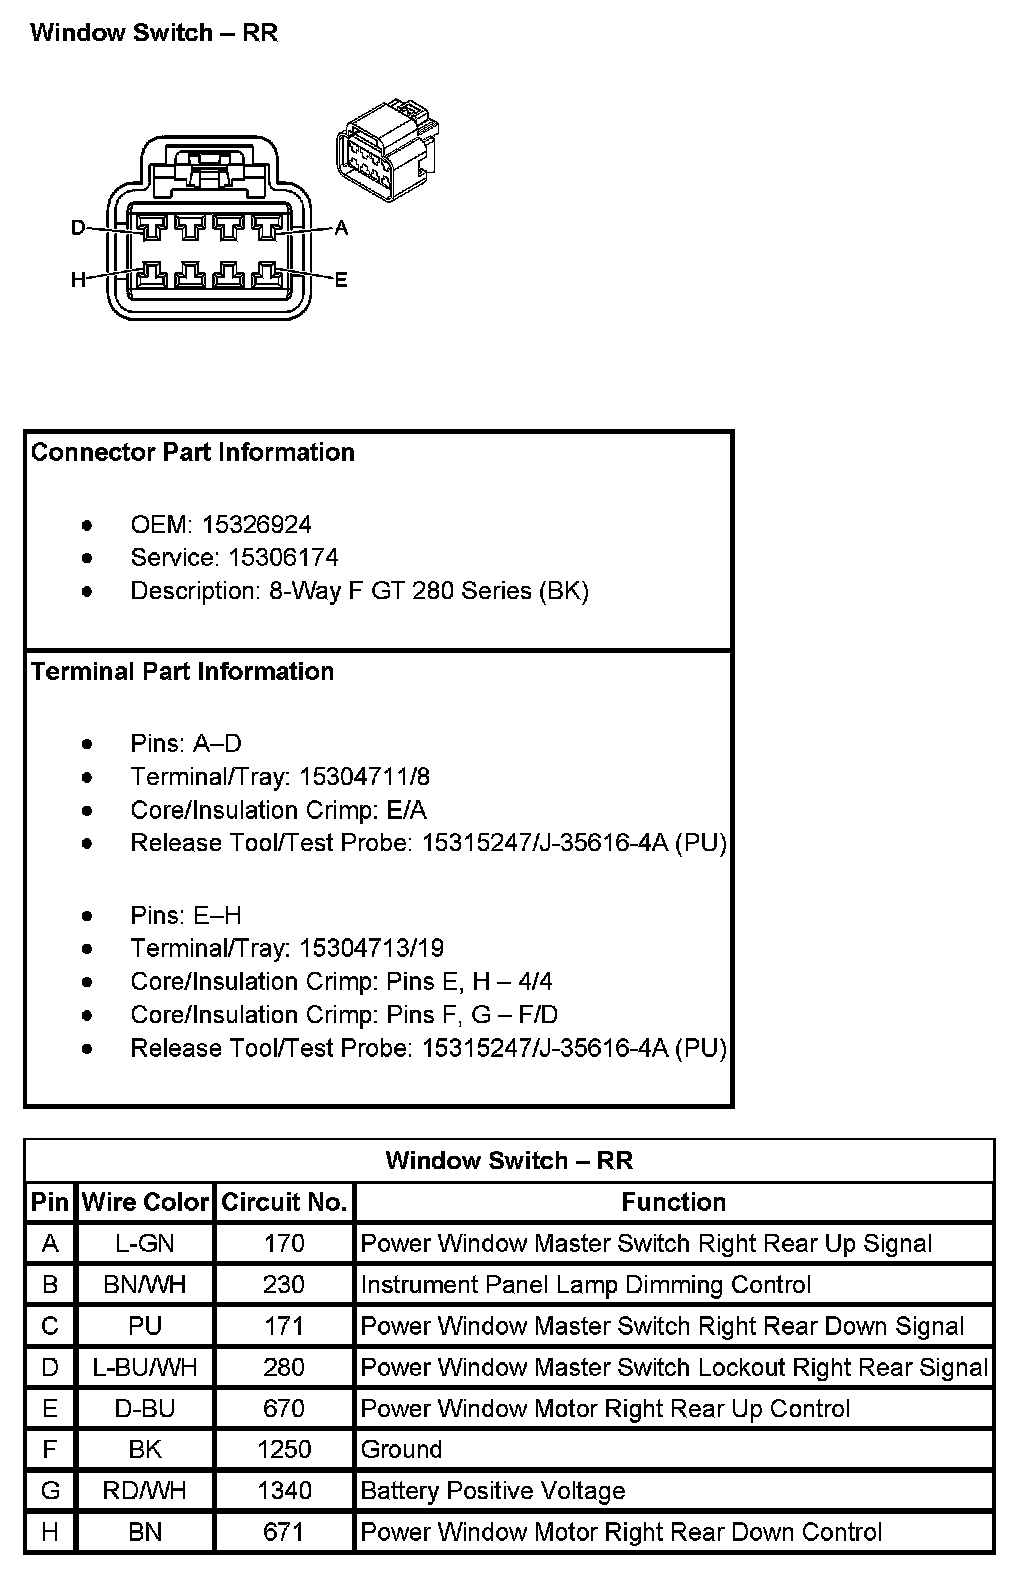 Window Switch – RR
D
A
H
E
Connector Part Information
● OEM: 15326924
● Service: 15306174
● Description: 8-Way F GT 280 Series (BK)
Terminal Part Information
● Pins: A–D
● Terminal/Tray: 15304711/8
● Core/Insulation Crimp: E/A
● Release Tool/Test Probe: 15315247/J-35616-4A (PU)
● Pins: E–H
● Terminal/Tray: 15304713/19
● Core/Insulation Crimp: Pins E, H – 4/4
● Core/Insulation Crimp: Pins F, G – F/D
● Release Tool/Test Probe: 15315247/J-35616-4A (PU)
Window Switch – RR
Pin Wire Color Circuit No. Function
A L-GN 170 Power Window Master Switch Right Rear Up Signal
B BN/WH 230 Instrument Panel Lamp Dimming Control
C PU 171 Power Window Master Switch Right Rear Down Signal
D L-BU/WH 280 Power Window Master Switch Lockout Right Rear Signal
E D-BU 670 Power Window Motor Right Rear Up Control
F BK 1250 Ground
G RD/WH 1340 Battery Positive Voltage
H BN 671 Power Window Motor Right Rear Down Control